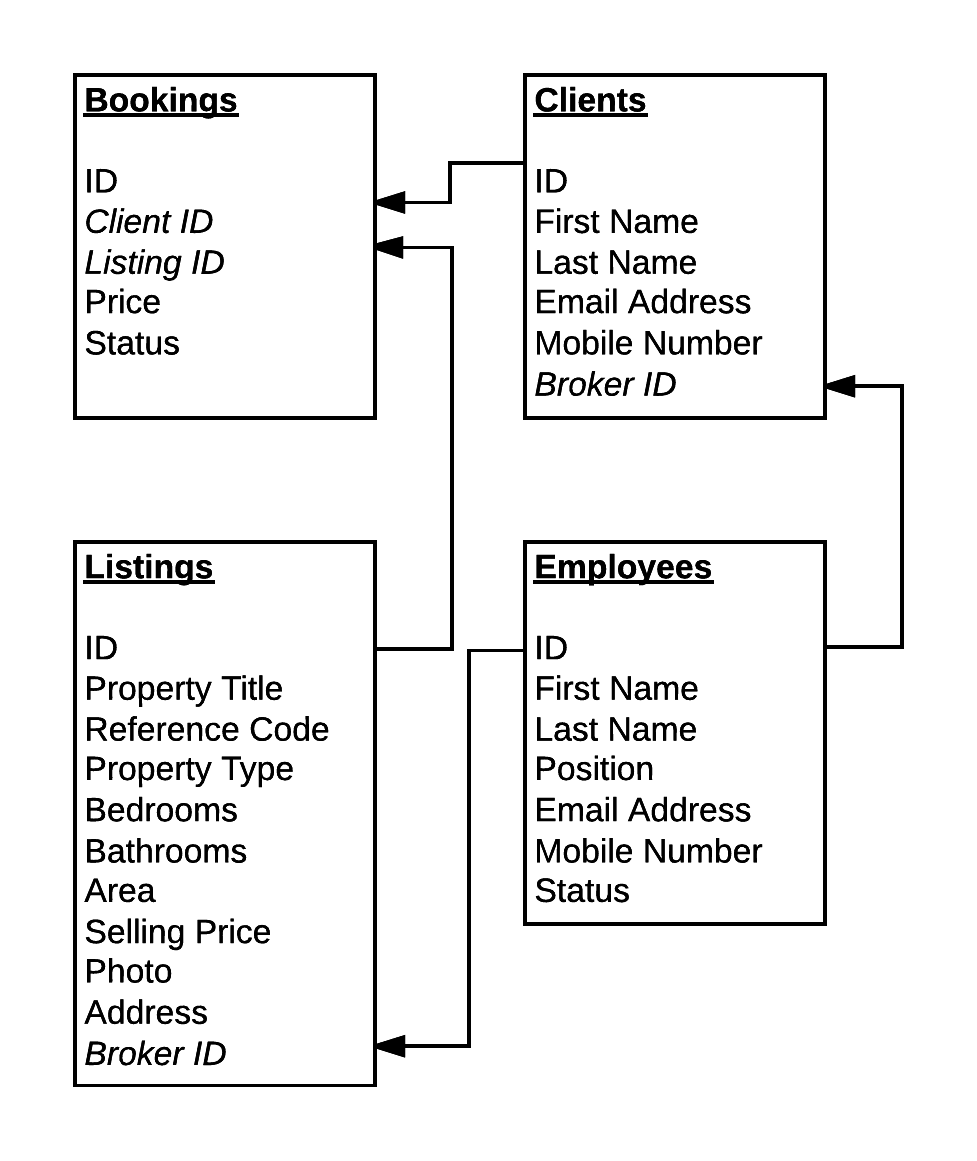 Bookings
ID
Client ID
Listing ID
Price
Status
Clients
ID
First Name
Last Name
Email Address
Mobile Number
Broker ID
Listings
ID
Property Title
Reference Code
Property Type
Bedrooms
Bathrooms
Area
Selling Price
Photo
Address
Broker ID
Employees
ID
First Name
Last Name
Position
Email Address
Mobile Number
Status